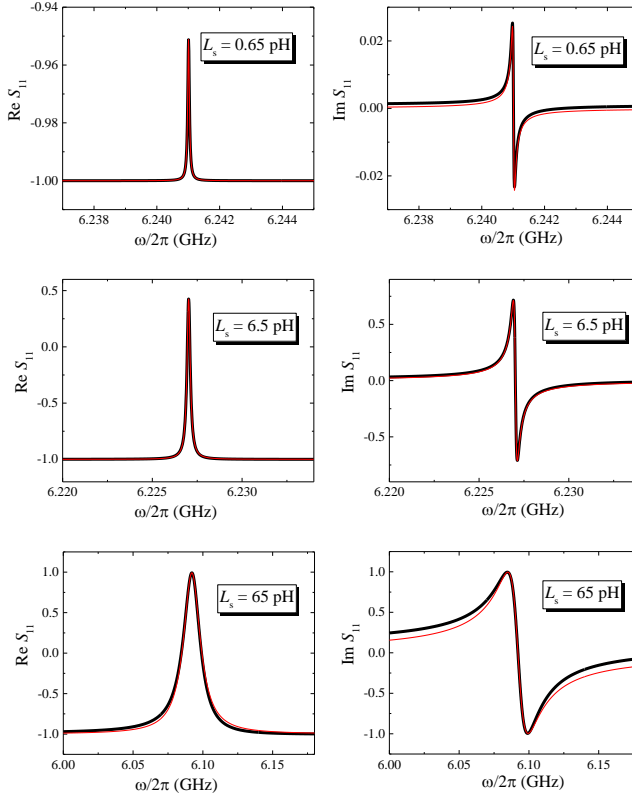 -0.94
-0.96
-0.98
-1.00
Re S11
Ls = 0.65 pH
6.238 6.240 6.242 6.244
ω/2π (GHz)
0.02
0.00
-0.02
Im S11
Ls = 0.65 pH
6.238 6.240 6.242 6.244
ω/2π (GHz)
0.5
0.0
-0.5
-1.0
Re S11
Ls = 6.5 pH
6.220 6.225 6.230
ω/2π (GHz)
0.5
0.0
-0.5
Im S11
Ls = 6.5 pH
6.220 6.225 6.230
ω/2π (GHz)
1.0
0.5
0.0
-0.5
-1.0
Re S11
Ls = 65 pH
6.00 6.05 6.10 6.15
ω/2π (GHz)
1.0
0.5
0.0
-0.5
-1.0
Im S11
Ls = 65 pH
6.00 6.05 6.10 6.15
ω/2π (GHz)